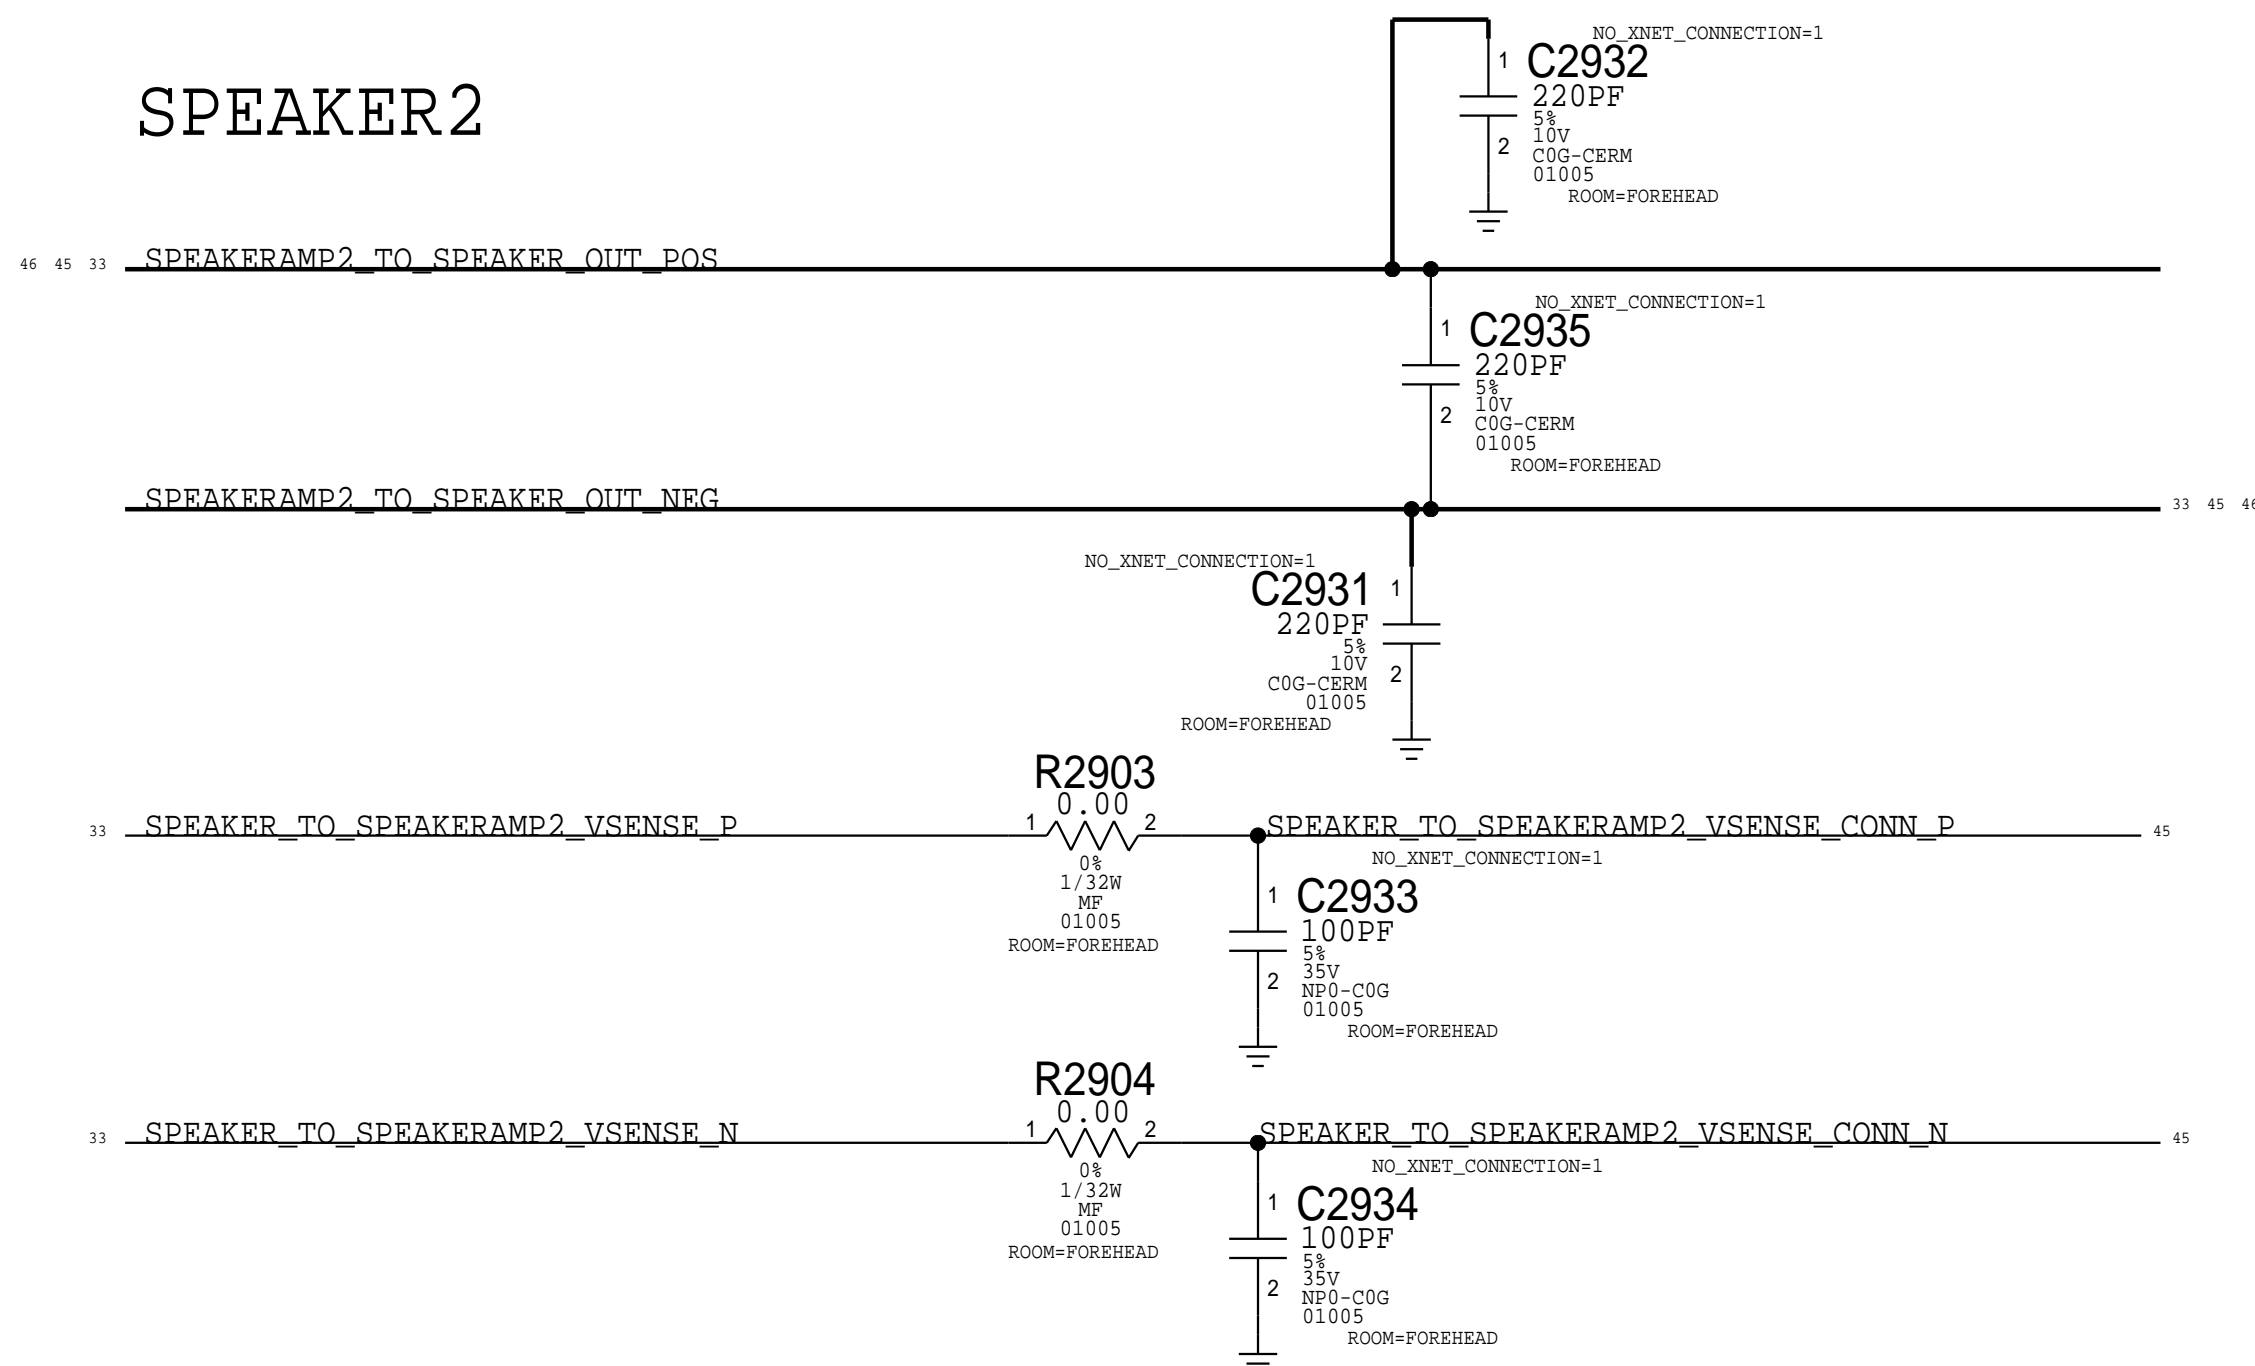 SPEAKER2
NO_XNET_CONNECTION=1
1
C2932
220PF
5%
10V
2
C0G-CERM
01005
ROOM=FOREHEAD
46 45 33 SPEAKERAMP2_TO_SPEAKER_OUT_POS
NO_XNET_CONNECTION=1
1
C2935
220PF
5%
10V
2
C0G-CERM
01005
ROOM=FOREHEAD
SPEAKERAMP2_TO_SPEAKER_OUT_NEG 33 45 46
NO_XNET_CONNECTION=1
C2931
1
220PF
5%
10V
2
C0G-CERM
01005
ROOM=FOREHEAD
R2903
0.00
33 SPEAKER_TO_SPEAKERAMP2_VSENSE_P 1 2 SPEAKER_TO_SPEAKERAMP2_VSENSE_CONN_P 45
0%
1/32W
MF
01005
ROOM=FOREHEAD
NO_XNET_CONNECTION=1
1
C2933
100PF
5%
35V
2
NP0-C0G
01005
ROOM=FOREHEAD
R2904
0.00
33 SPEAKER_TO_SPEAKERAMP2_VSENSE_N 1 2 SPEAKER_TO_SPEAKERAMP2_VSENSE_CONN_N 45
0%
1/32W
MF
01005
ROOM=FOREHEAD
NO_XNET_CONNECTION=1
1
C2934
100PF
5%
35V
2
NP0-C0G
01005
ROOM=FOREHEAD